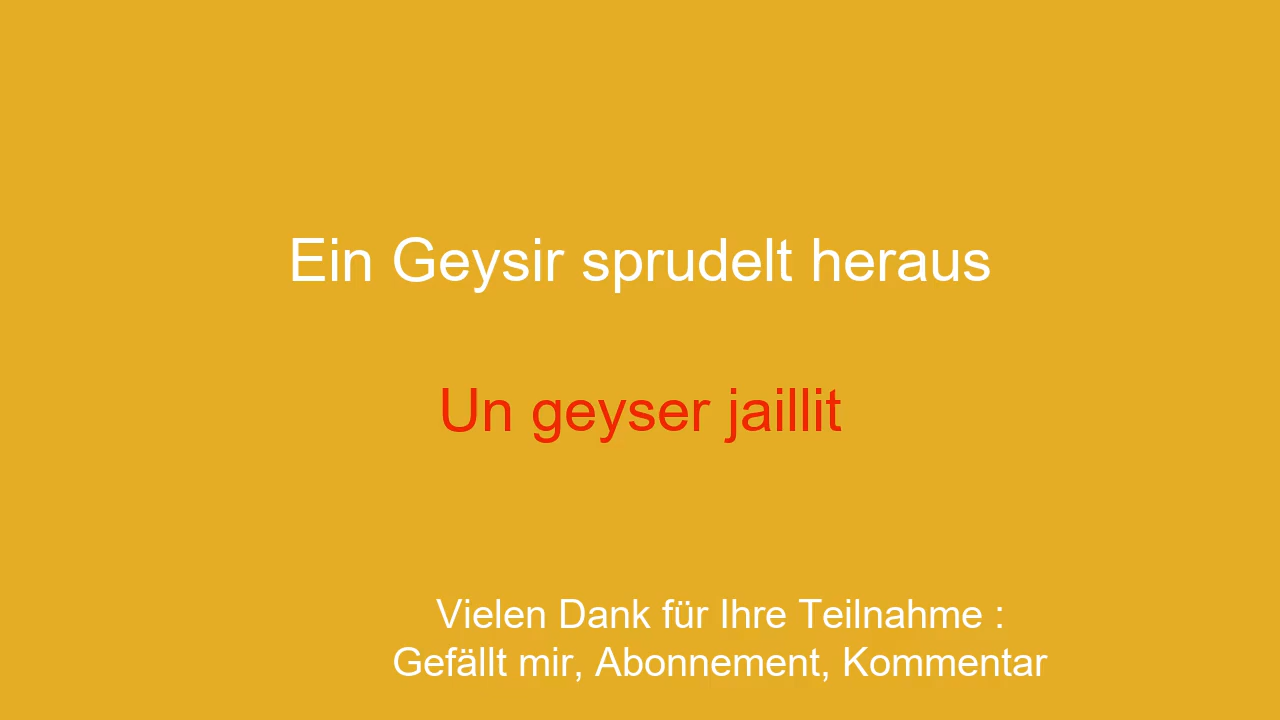 Ein Geysir sprudelt heraus
Un geyser jaillit
Vielen Dank für Ihre Teilnahme :
Gefällt mir, Abonnement, Kommentar